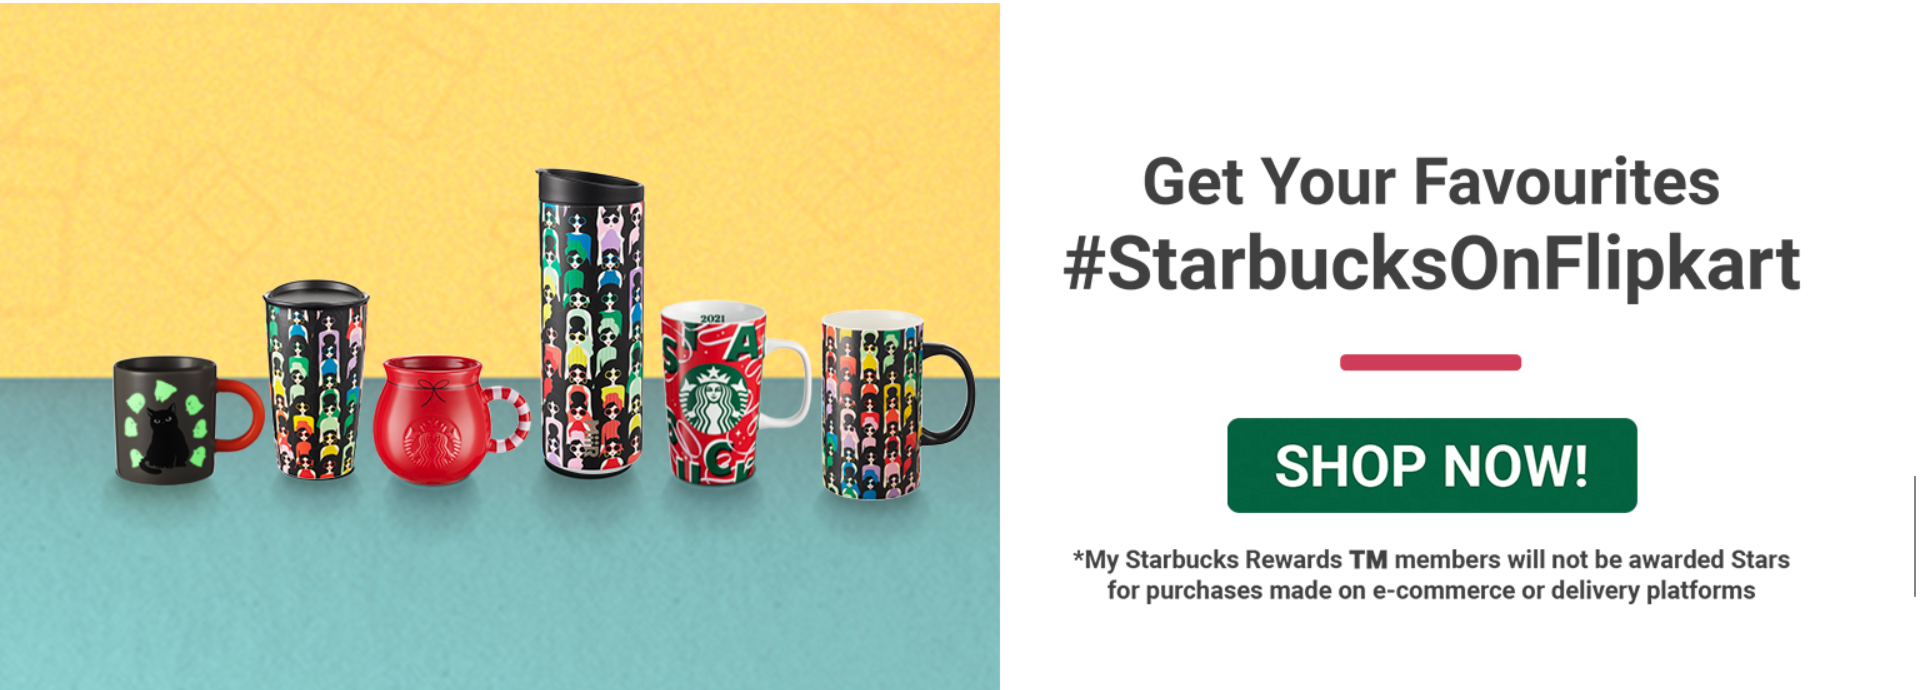 Get Your Favourites
#StarbucksOnFlipkart
SHOP NOW!
*My Starbucks Rewards TM members will not be awarded Stars
for purchases made on e-commerce or delivery platforms
2021